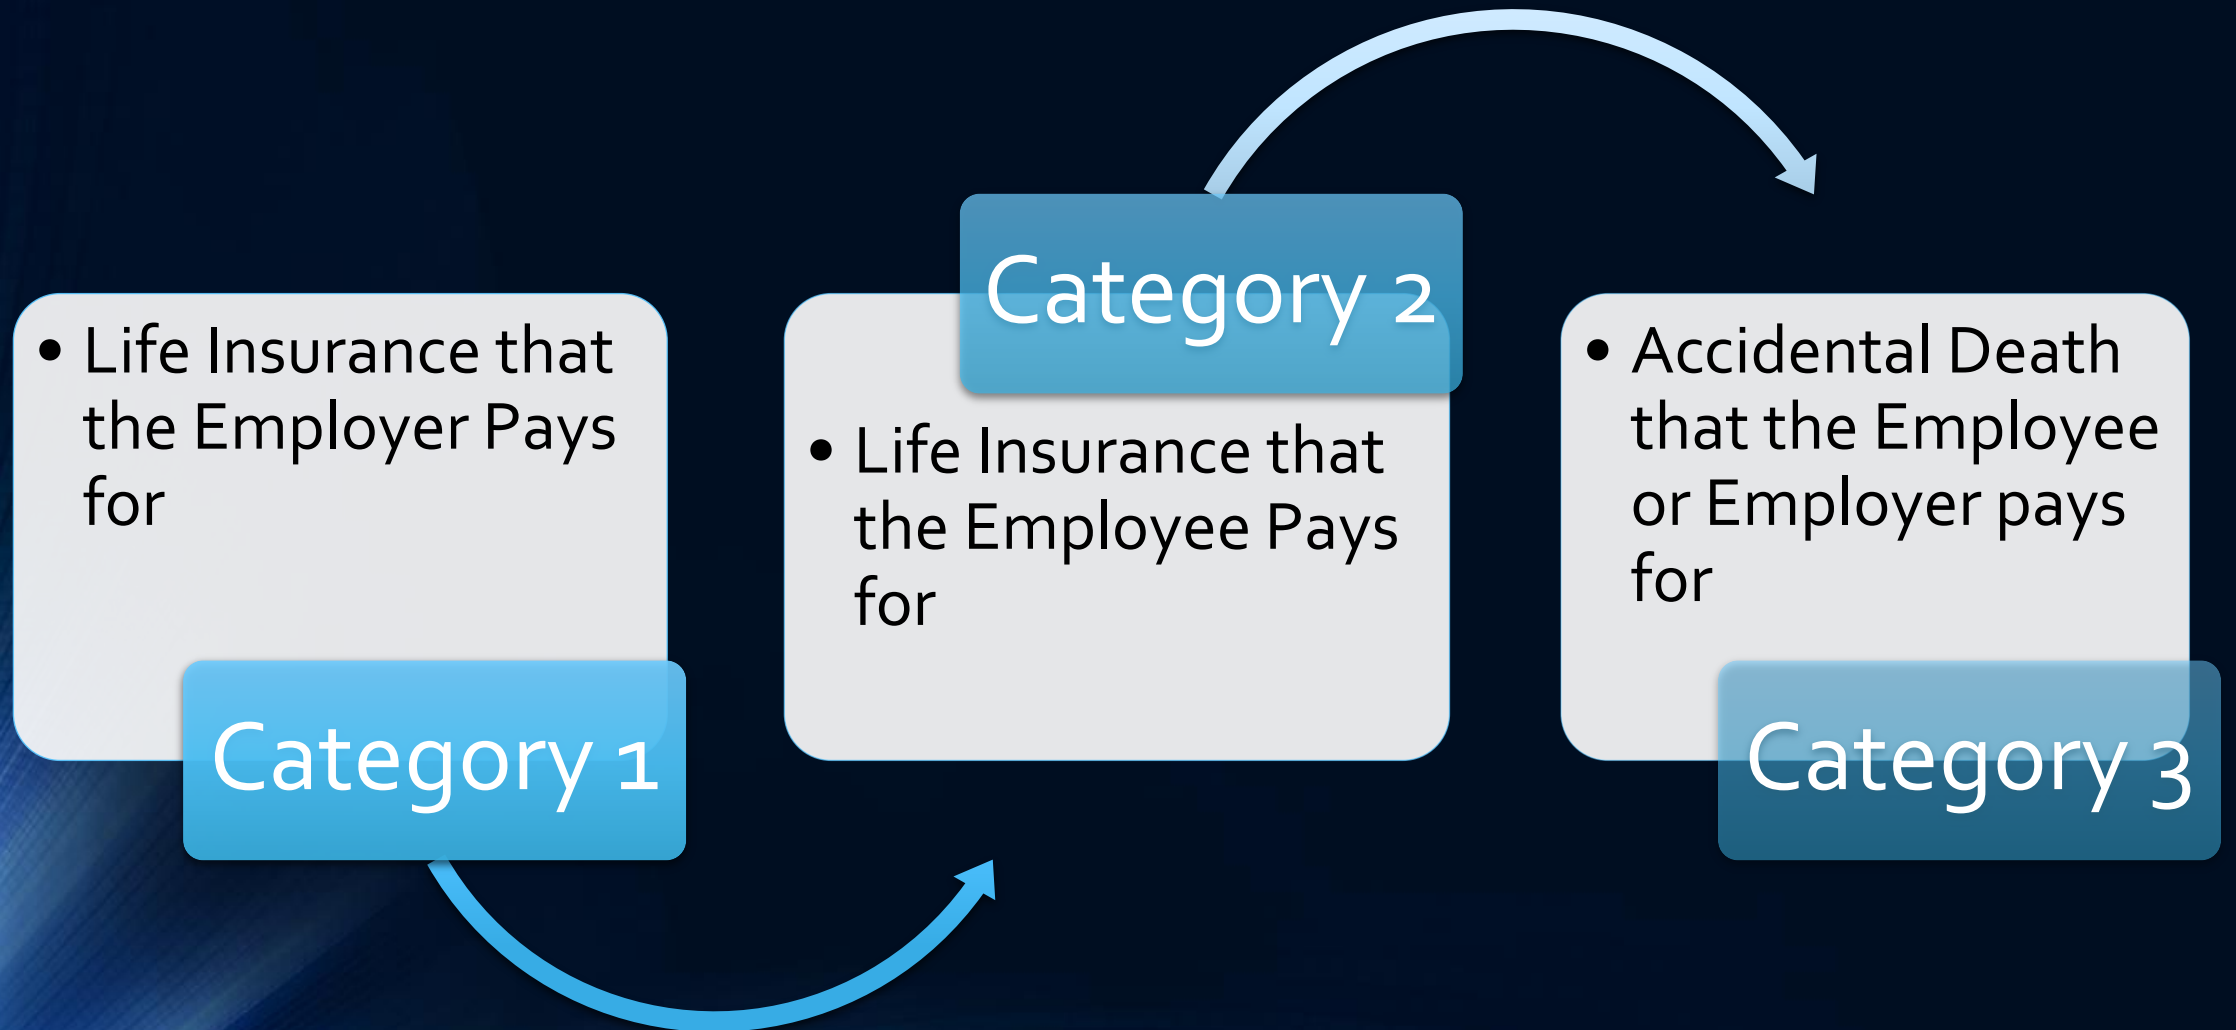 • Life Insurance that
the Employer Pays
for
Category 1
Category 2
• Life Insurance that
the Employee Pays
for
• Accidental Death
that the Employee
or Employer pays
for
Category 3